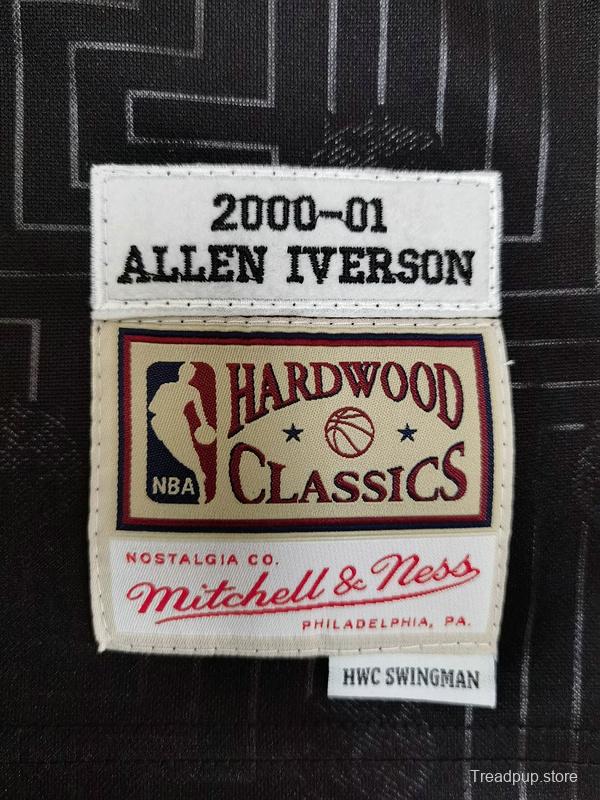 2000-01
ALLEN IVERSON
HARDWOOD
CLASSICS
NBA
NOSTALGIA CO.
Mitchell & Ness
PHILADELPHIA, PA.
HWC SWINGMAN
Treadpup.store